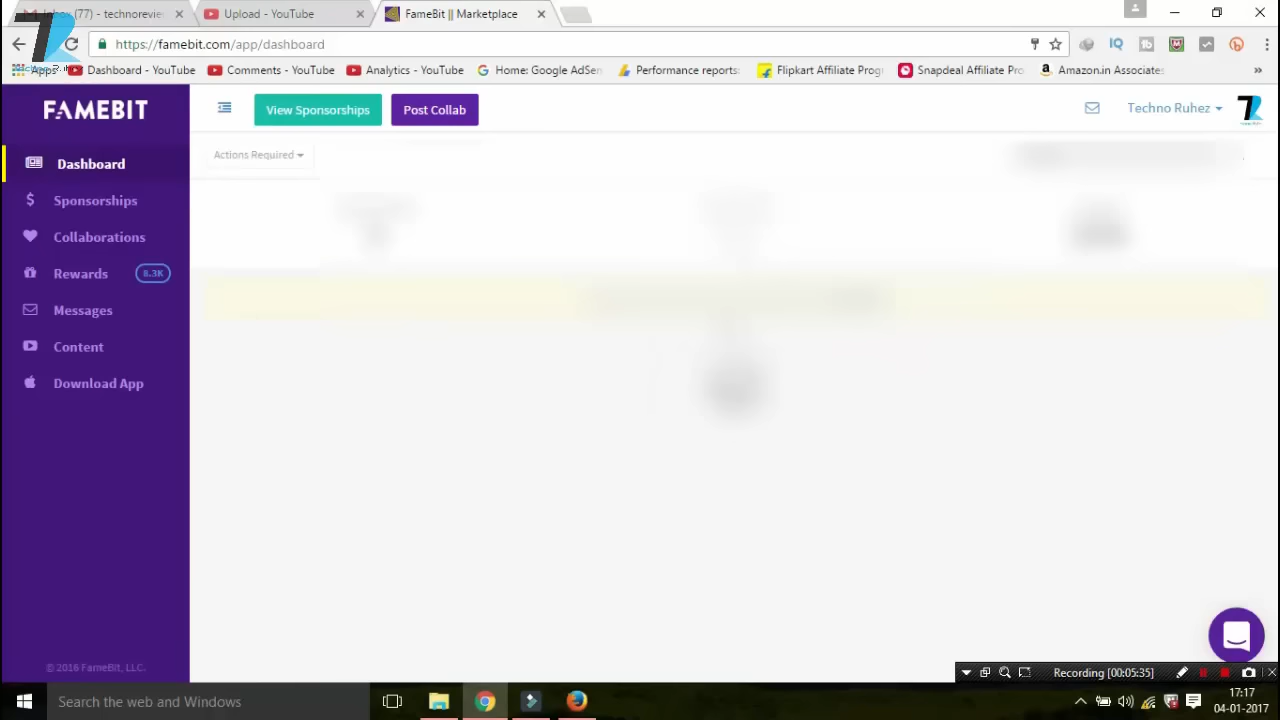 Inbox (77) - technorevie
Upload - YouTube
FameBit || Marketplace
https://famebit.com/app/dashboard
Apps
Dashboard - YouTube
Comments - YouTube
Analytics - YouTube
Home: Google AdSen
Performance reports:
Flipkart Affiliate Prog
Snapdeal Affiliate Pro
Amazon.in Associates
»
FAMEBIT
View Sponsorships
Post Collab
Techno Ruhez
Actions Required
Dashboard
Sponsorships
Collaborations
Rewards 8.3K
Messages
Content
Download App
© 2016 FameBit, LLC.
Recording [00:05:35]
Search the web and Windows
17:17
04-01-2017